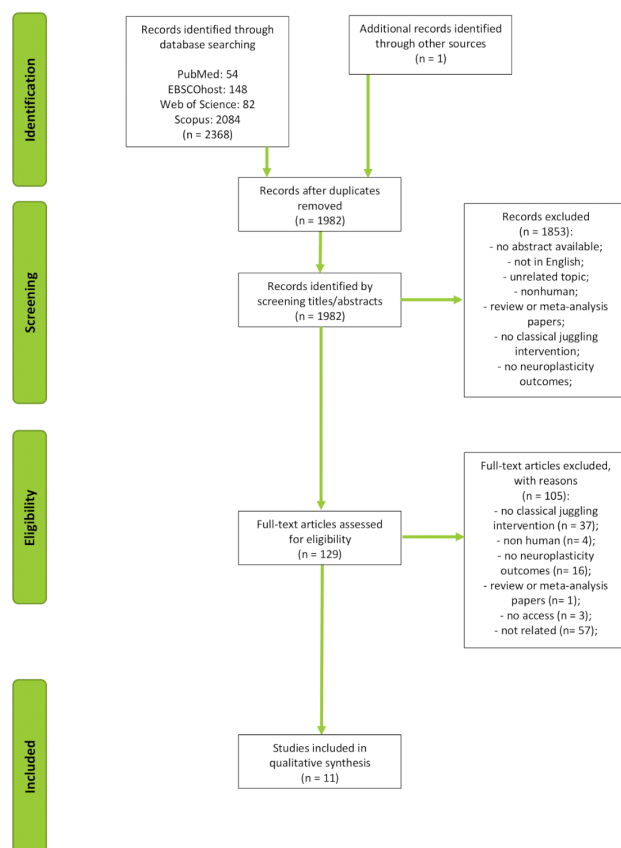 Identification
Records identified through
database searching
PubMed: 54
EBSCOhost: 148
Web of Science: 82
Scopus: 2084
(n = 2368)
Additional records identified
through other sources
(n = 1)
Records after duplicates
removed
(n = 1982)
Screening
Records identified by
screening titles/abstracts
(n = 1982)
Records excluded
(n = 1853):
- no abstract available;
- not in English;
- unrelated topic;
- nonhuman;
- review or meta-analysis
papers;
- no classical juggling
intervention;
- no neuroplasticity
outcomes;
Eligibility
Full-text articles assessed
for eligibility
(n = 129)
Full-text articles excluded,
with reasons
(n = 105):
- no classical juggling
intervention (n = 37);
- non human (n= 4);
- no neuroplasticity
outcomes (n= 16);
- review or meta-analysis
papers (n= 1);
- no access (n = 3);
- not related (n= 57);
Included
Studies included in
qualitative synthesis
(n = 11)